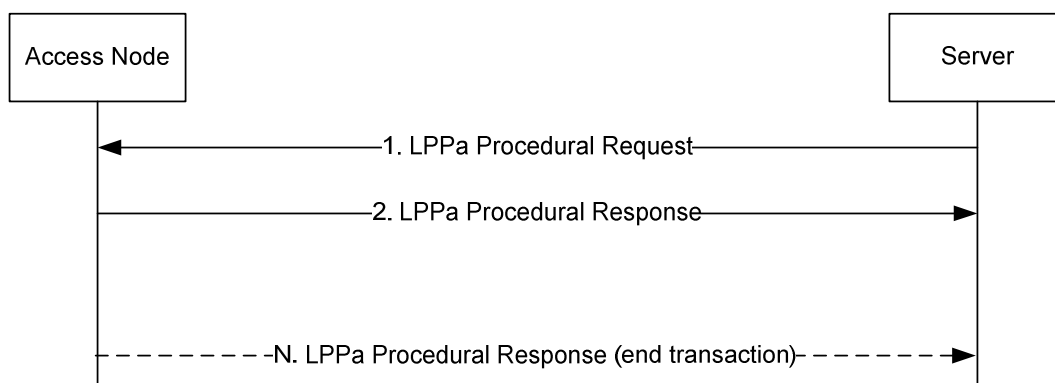 Access Node
Server
1. LPPa Procedural Request
2. LPPa Procedural Response
N. LPPa Procedural Response (end transaction)